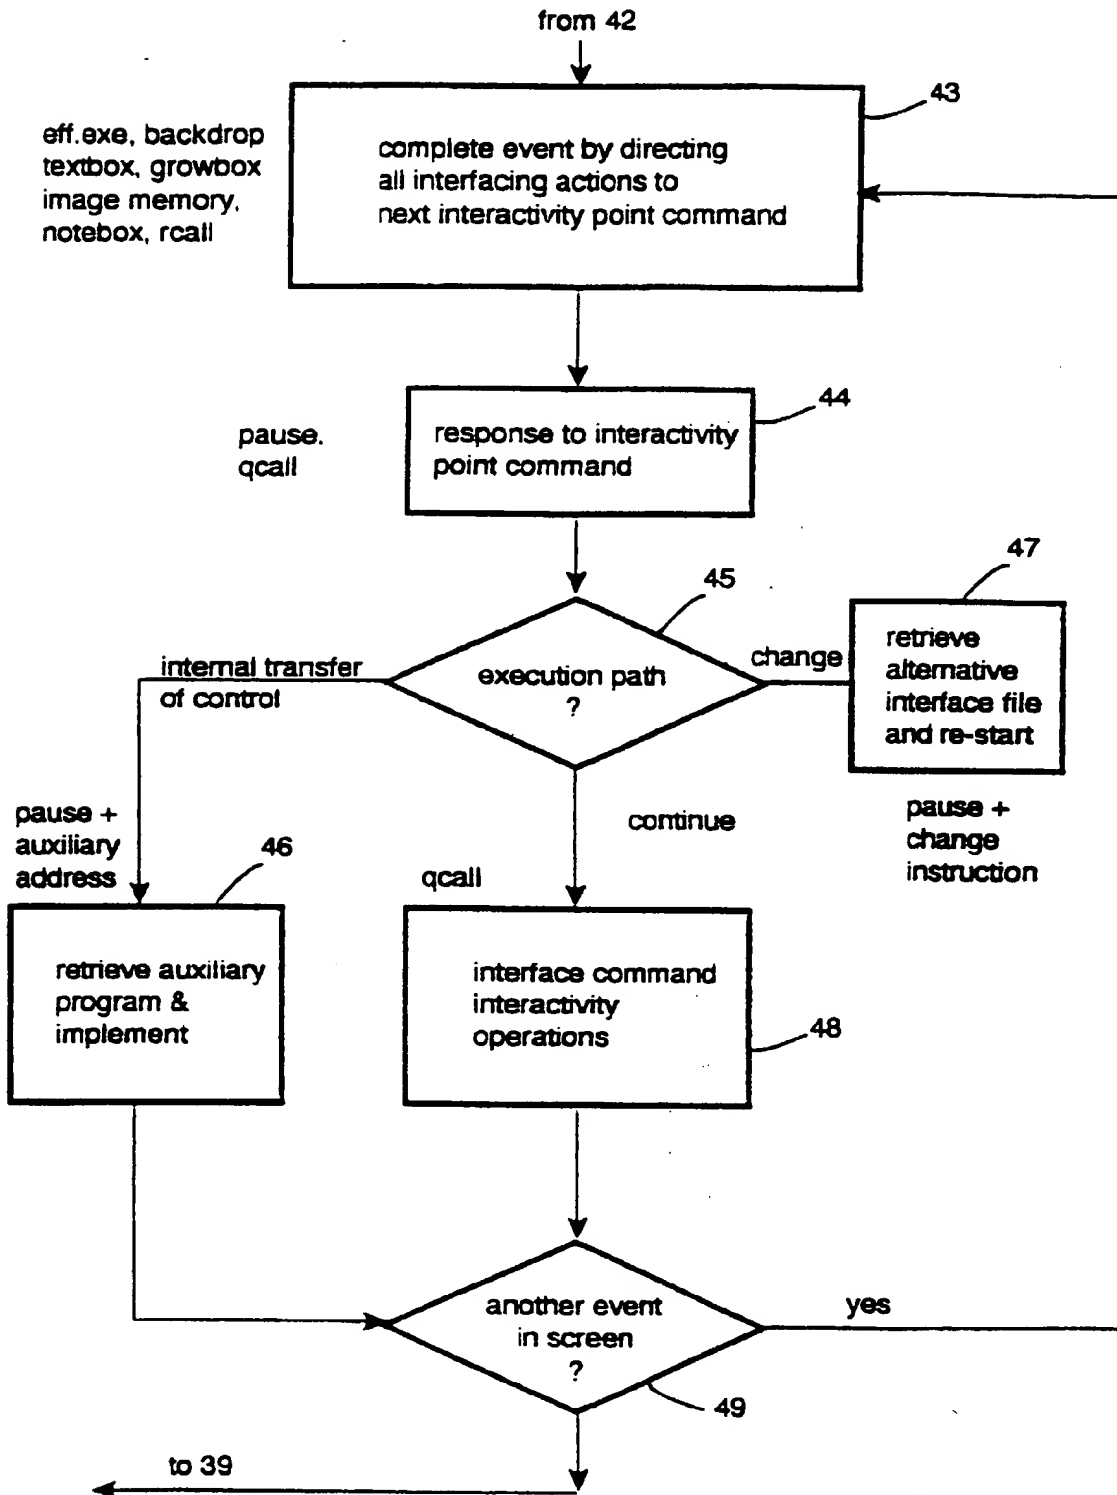 from 42
43
eff.exe, backdrop
textbox, growbox
image memory,
notebox, rcall
complete event by directing
all interfacing actions to
next interactivity point command
44
pause.
qcall
response to interactivity
point command
45
47
internal transfer
of control
execution path
?
change
retrieve
alternative
interface file
and re-start
pause +
auxiliary
address
46
continue
pause +
change
instruction
qcall
retrieve auxiliary
program &
implement
interface command
interactivity
operations
48
another event
in screen
?
yes
49
to 39